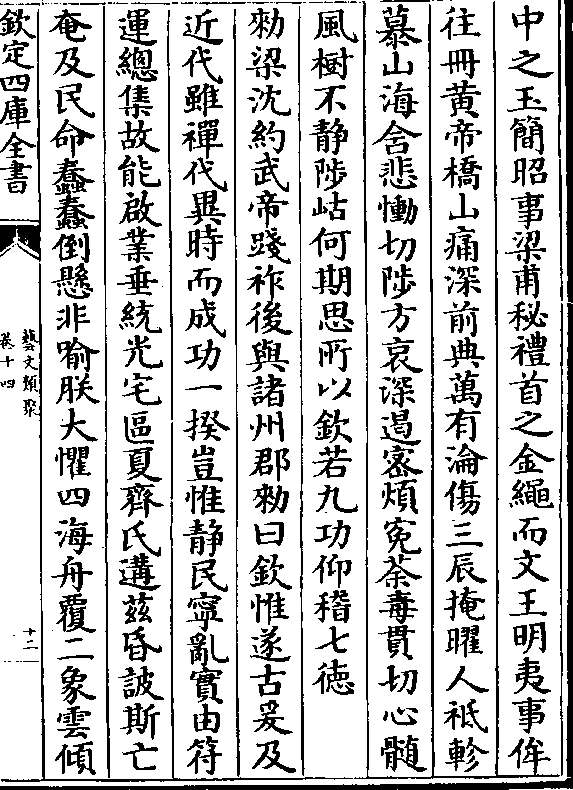 中之玉簡昭事梁甫秘禮首之金繩而文王明夷事侔
往冊黃帝橋山痛深前典萬有淪傷三辰掩曜人祗軫
慕山海含悲慟切陟方哀深遏密煩寃荼毒貫切心髓
風樹不静陟岵何期思所以欽若九功仰稽七徳
勑梁沈約武帝踐祚後與諸州郡勑曰欽惟遂古爰及
近代雖禪代異時而成功一揆豈惟静民寧亂實由符
運總集故能啟業垂統光宅區夏齊氏遘兹昏詖斯亡
奄及民命蠢蠢倒懸非喻朕大懼四海舟覆二象雲傾
欽定四庫全書
藝文類聚
卷十四
十二